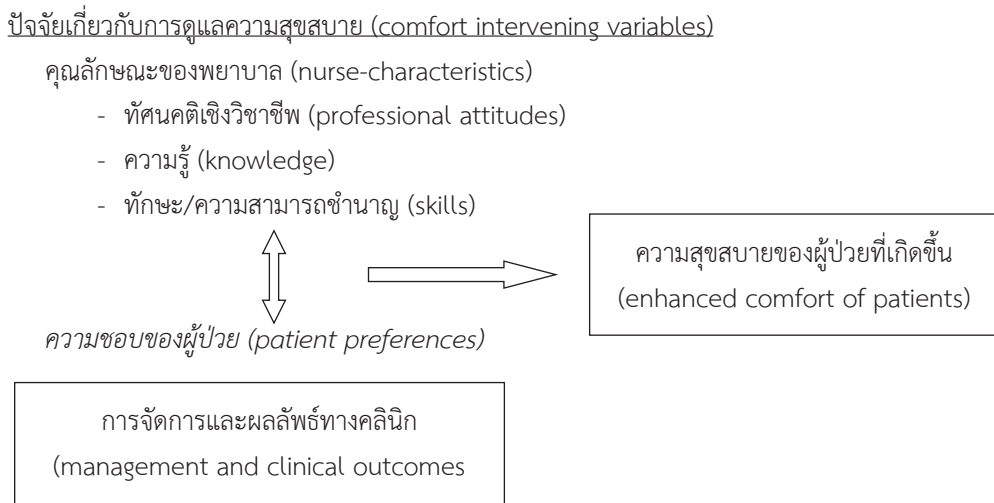 ปัจจัยเกี่ยวกับการดูแลความสุขสบาย (comfort intervening variables)
คุณลักษณะของพยาบาล (nurse-characteristics)
- ทัศนคติเชิงวิชาชีพ (professional attitudes)
- ความรู้ (knowledge)
- ทักษะ/ความสามารถชำนาญ (skills)
ความสุขสบายของผู้ป่วยที่เกิดขึ้น
(enhanced comfort of patients)
ความชอบของผู้ป่วย (patient preferences)
การจัดการและผลลัพธ์ทางคลินิก
(management and clinical outcomes